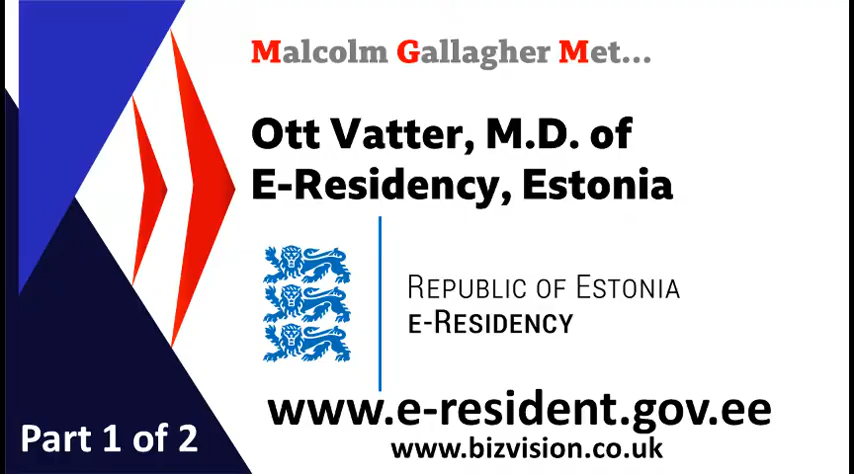 Malcolm Gallagher Met...
Ott Vatter, M.D. of
E-Residency, Estonia
REPUBLIC OF ESTONIA
E-RESIDENCY
www.e-resident.gov.ee
www.bizvision.co.uk
Part 1 of 2